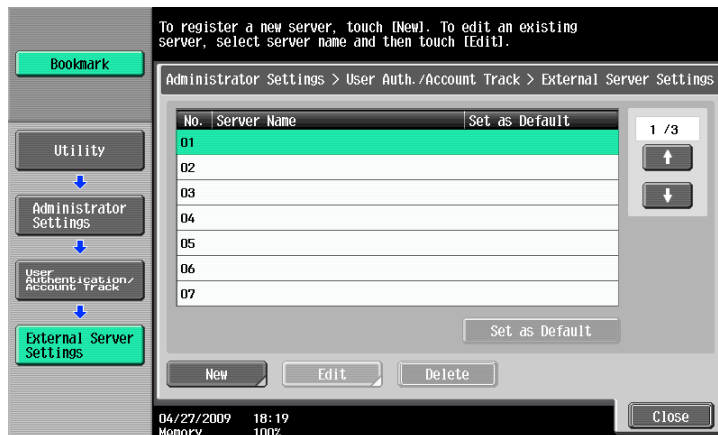 To register a new server, touch [New]. To edit an existing
server, select server name and then touch [Edit].
Bookmark
Administrator Settings > User Auth./Account Track > External Server Settings
No. Server Name Set as Default
01
02
03
04
05
06
07
1 /3
Utility
Administrator
Settings
User
Authentication/
Account Track
External Server
Settings
Set as Default
New Edit Delete
04/27/2009 18:19
Memory 100%
Close